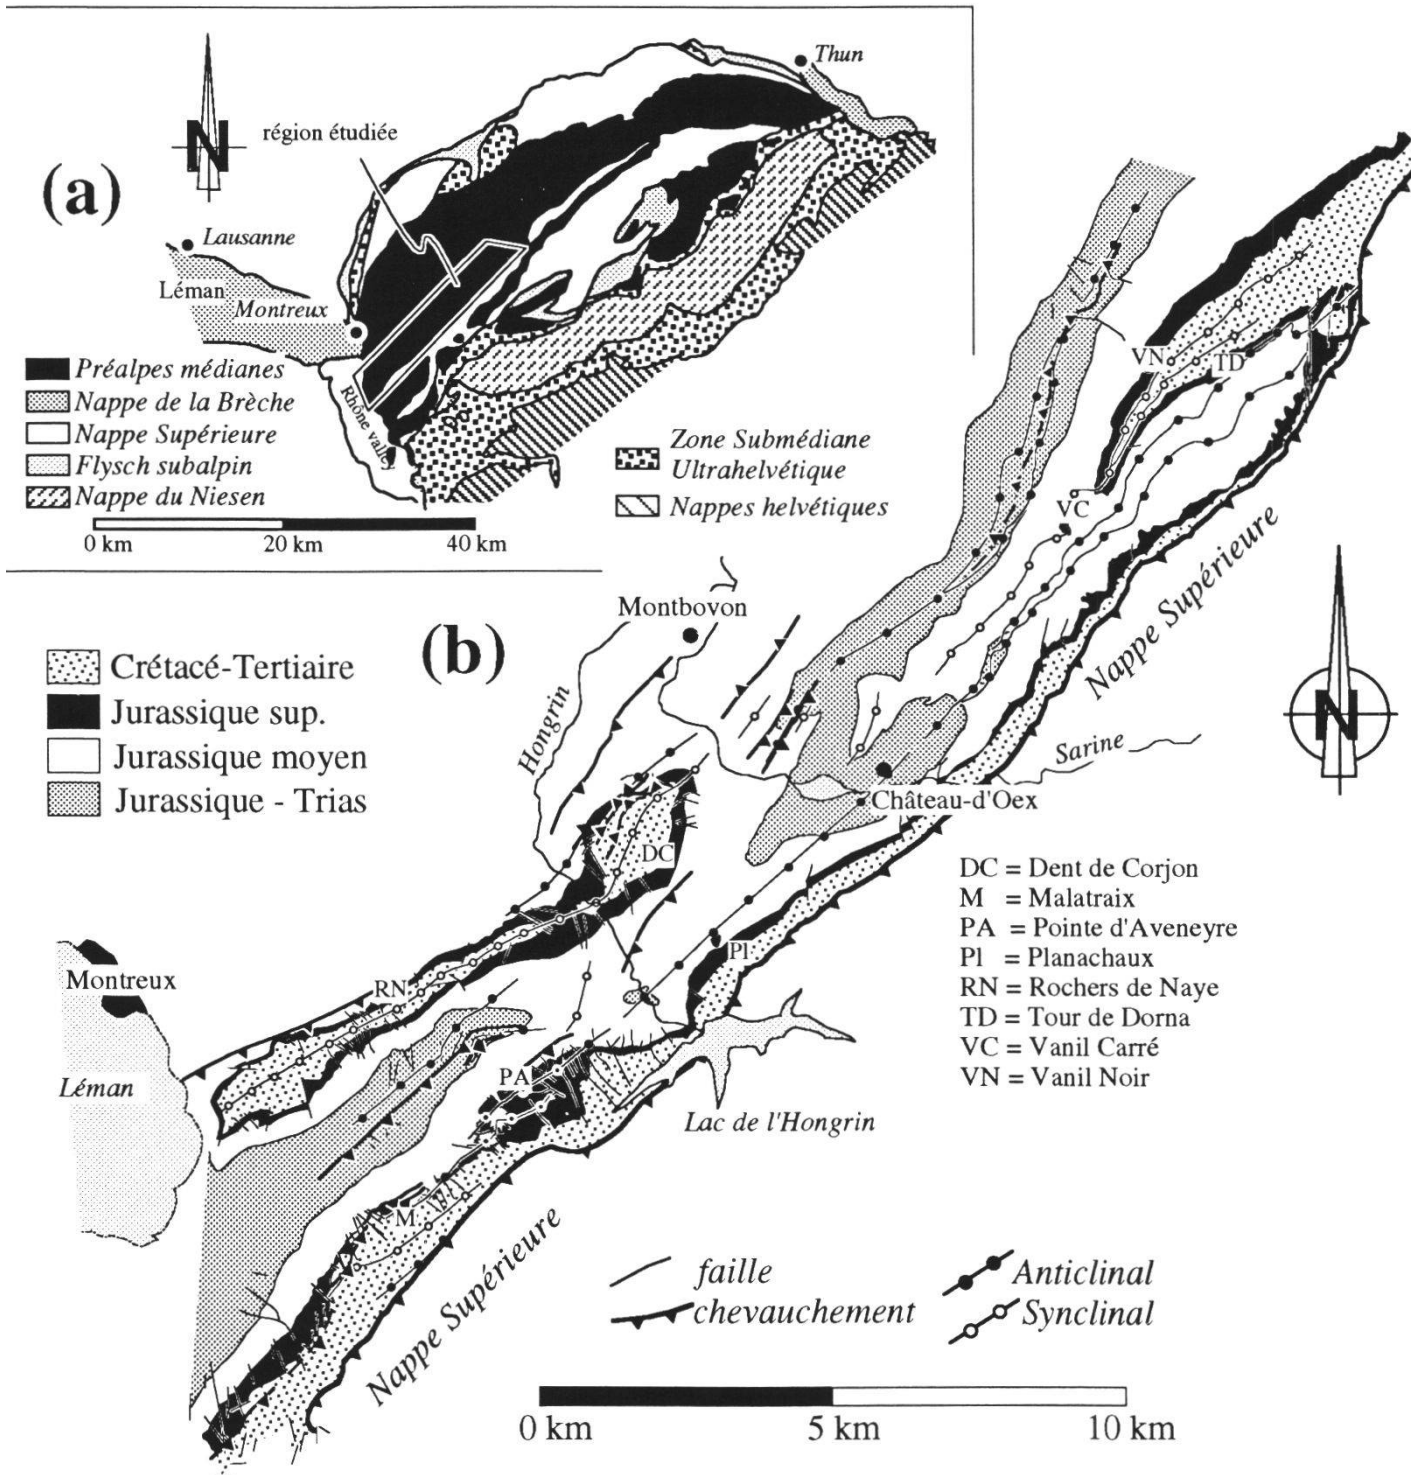 Thun
région étudiée
N
(a)
Lausanne
Léman
Montreux
Rhône valley
Préalpes médianes
Nappe de la Brèche
Nappe Supérieure
Flysch subalpin
Nappe du Niesen
Zone Submédiane
Ultrahelvétique
Nappes helvétiques
0 km 20 km 40 km
VN
TD
VC
Nappe Supérieure
Montbovon
(b)
N
Crétacé-Tertiaire
Jurassique sup.
Jurassique moyen
Jurassique - Trias
Hongrin
Sarine
Château-d'Oex
DC
DC = Dent de Corjon
M = Malatraix
PA = Pointe d'Aveneyre
Pl = Planachaux
RN = Rochers de Naye
TD = Tour de Dorna
VC = Vanil Carré
VN = Vanil Noir
Pl
Montreux
RN
PA
Léman
Lac de l'Hongrin
M
Nappe Supérieure
faille
chevauchement
Anticlinal
Synclinal
0 km 5 km 10 km